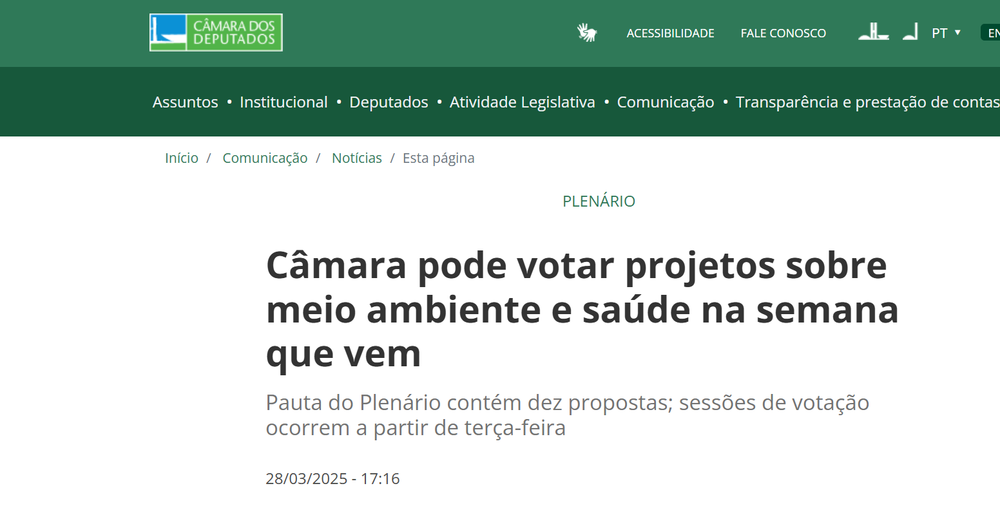 CÂMARA DOS
DEPUTADOS
ACESSIBILIDADE FALE CONOSCO PT ▼ EN
Assuntos • Institucional • Deputados • Atividade Legislativa • Comunicação • Transparência e prestação de contas
Início / Comunicação / Notícias / Esta página
PLENÁRIO
Câmara pode votar projetos sobre
meio ambiente e saúde na semana
que vem
Pauta do Plenário contém dez propostas; sessões de votação
ocorrem a partir de terça-feira
28/03/2025 - 17:16